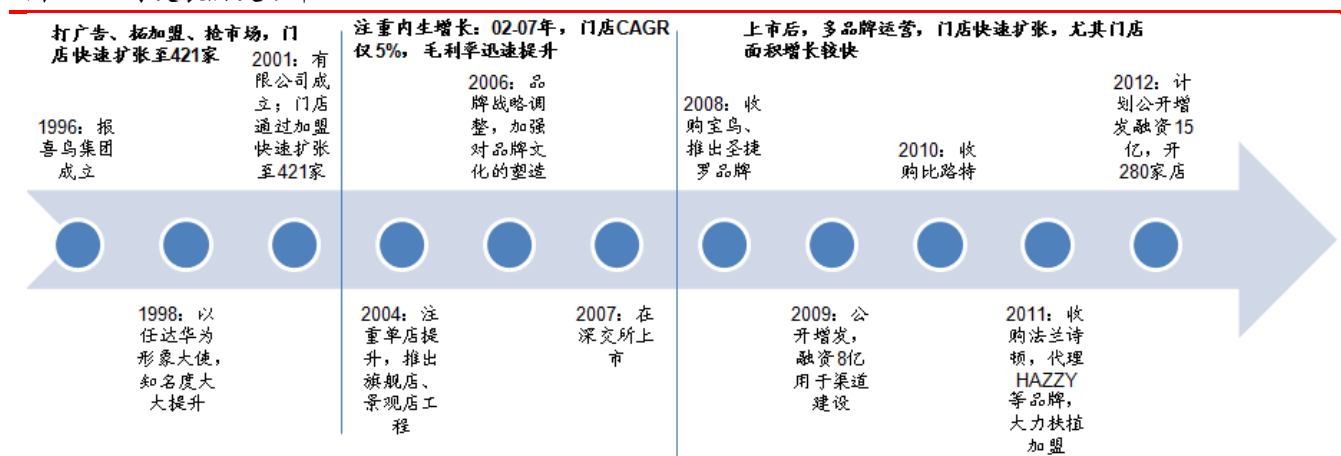 打广告、拓加盟、抢市场，门
店快速扩张至421家
注重内生增长：02-07年，门店CAGR
仅5%，毛利率迅速提升
上市后，多品牌运营，门店快速扩张，尤其门店
面积增长较快
1996：报
喜鸟集团
成立
2001：有
限公司成
立；门店
通过加盟
快速扩张
至421家
2006：品
牌战略调
整，加强
对品牌文
化的塑造
2008：收
购宝鸟、
推出圣捷
罗品牌
2010：收
购比路特
2012：计
划公开增
发融资15
亿，开
280家店
1998：以
任达华为
形象大使，
知名度大
大提升
2004：注
重单店提
升，推出
旗舰店、
景观店工
程
2007：在
深交所上
市
2009：公
开增发，
融资8亿
用于渠道
建设
2011：收
购法兰诗
顿，代理
HAZZY
等品牌，
大力扶植
加盟